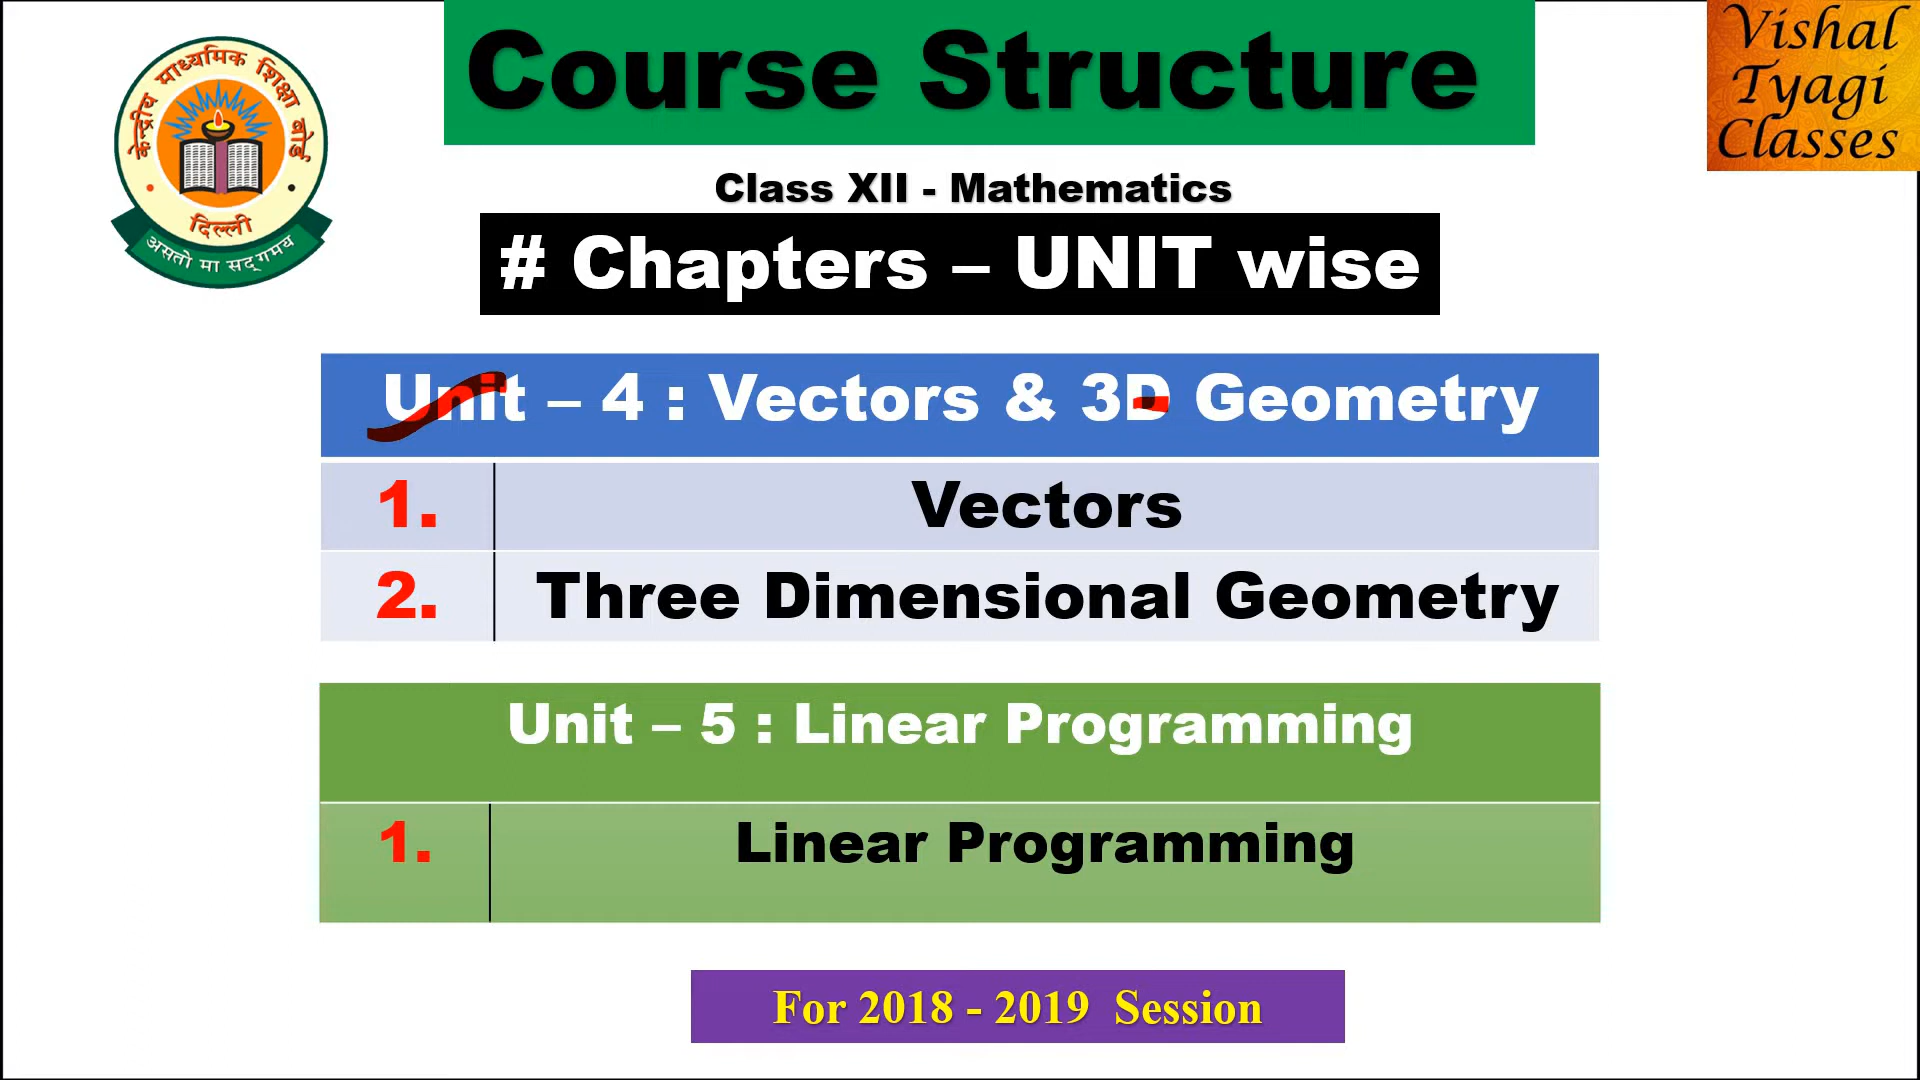 केन्द्रीय माध्यमिक शिक्षा बोर्ड
दिल्ली
असतो मा सद्गमय
Course Structure
Vishal
Tyagi
Classes
Class XII - Mathematics
# Chapters – UNIT wise
Unit – 4 : Vectors & 3D Geometry
1. Vectors
2. Three Dimensional Geometry
Unit – 5 : Linear Programming
1. Linear Programming
For 2018 - 2019 Session